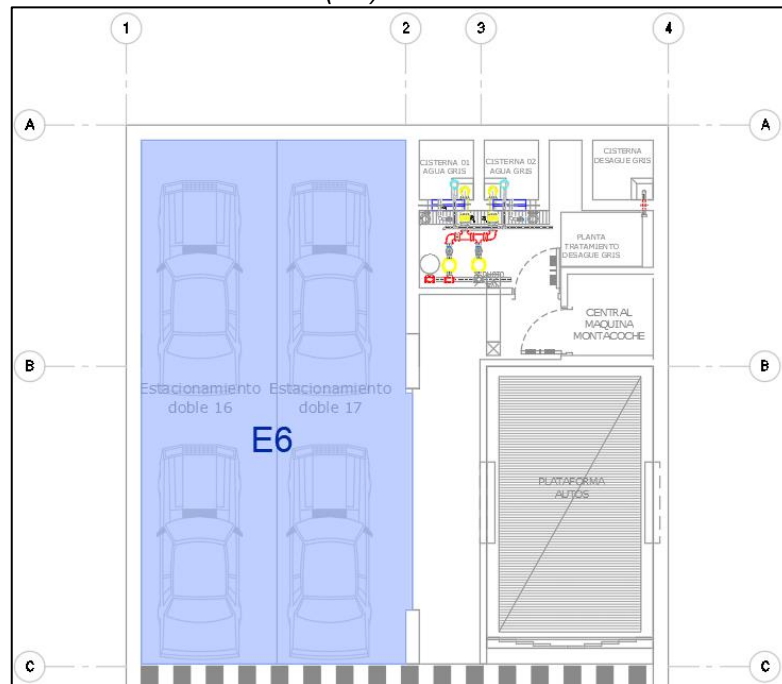 1 2 3 4
A A
CISTERNA 01
AGUA GRIS
CISTERNA 02
AGUA GRIS
CISTERNA
DESAGUE GRIS
PLANTA
TRATAMIENTO
DESAGUE GRIS
CENTRAL
MAQUINA
MONTACOCHE
B B
Estacionamiento
doble 16
Estacionamiento
doble 17
E6
PLATAFORMA
AUTOS
C C